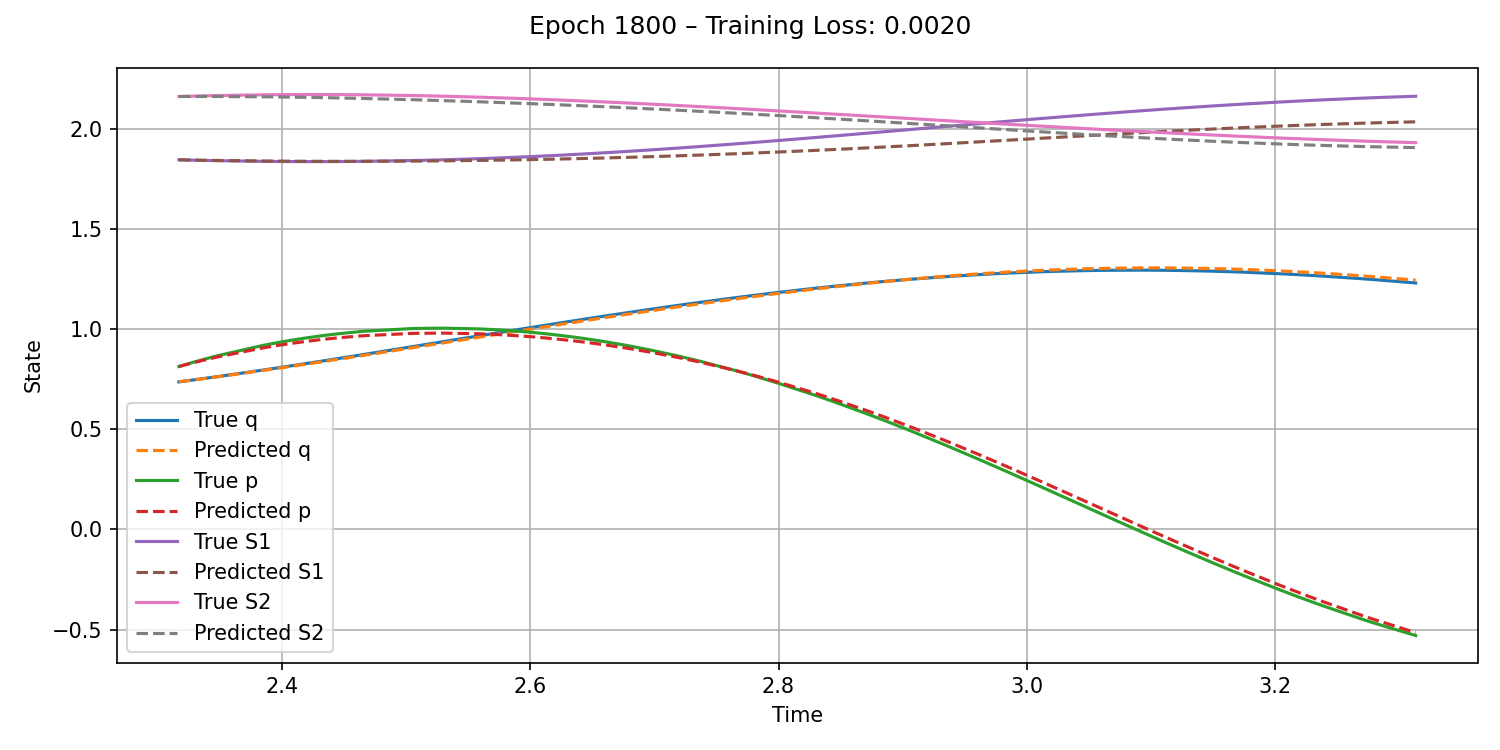 Epoch 1800 – Training Loss: 0.0020
State
2.0
1.5
1.0
0.5
0.0
−0.5
True q
Predicted q
True p
Predicted p
True S1
Predicted S1
True S2
Predicted S2
2.4 2.6 2.8 3.0 3.2
Time